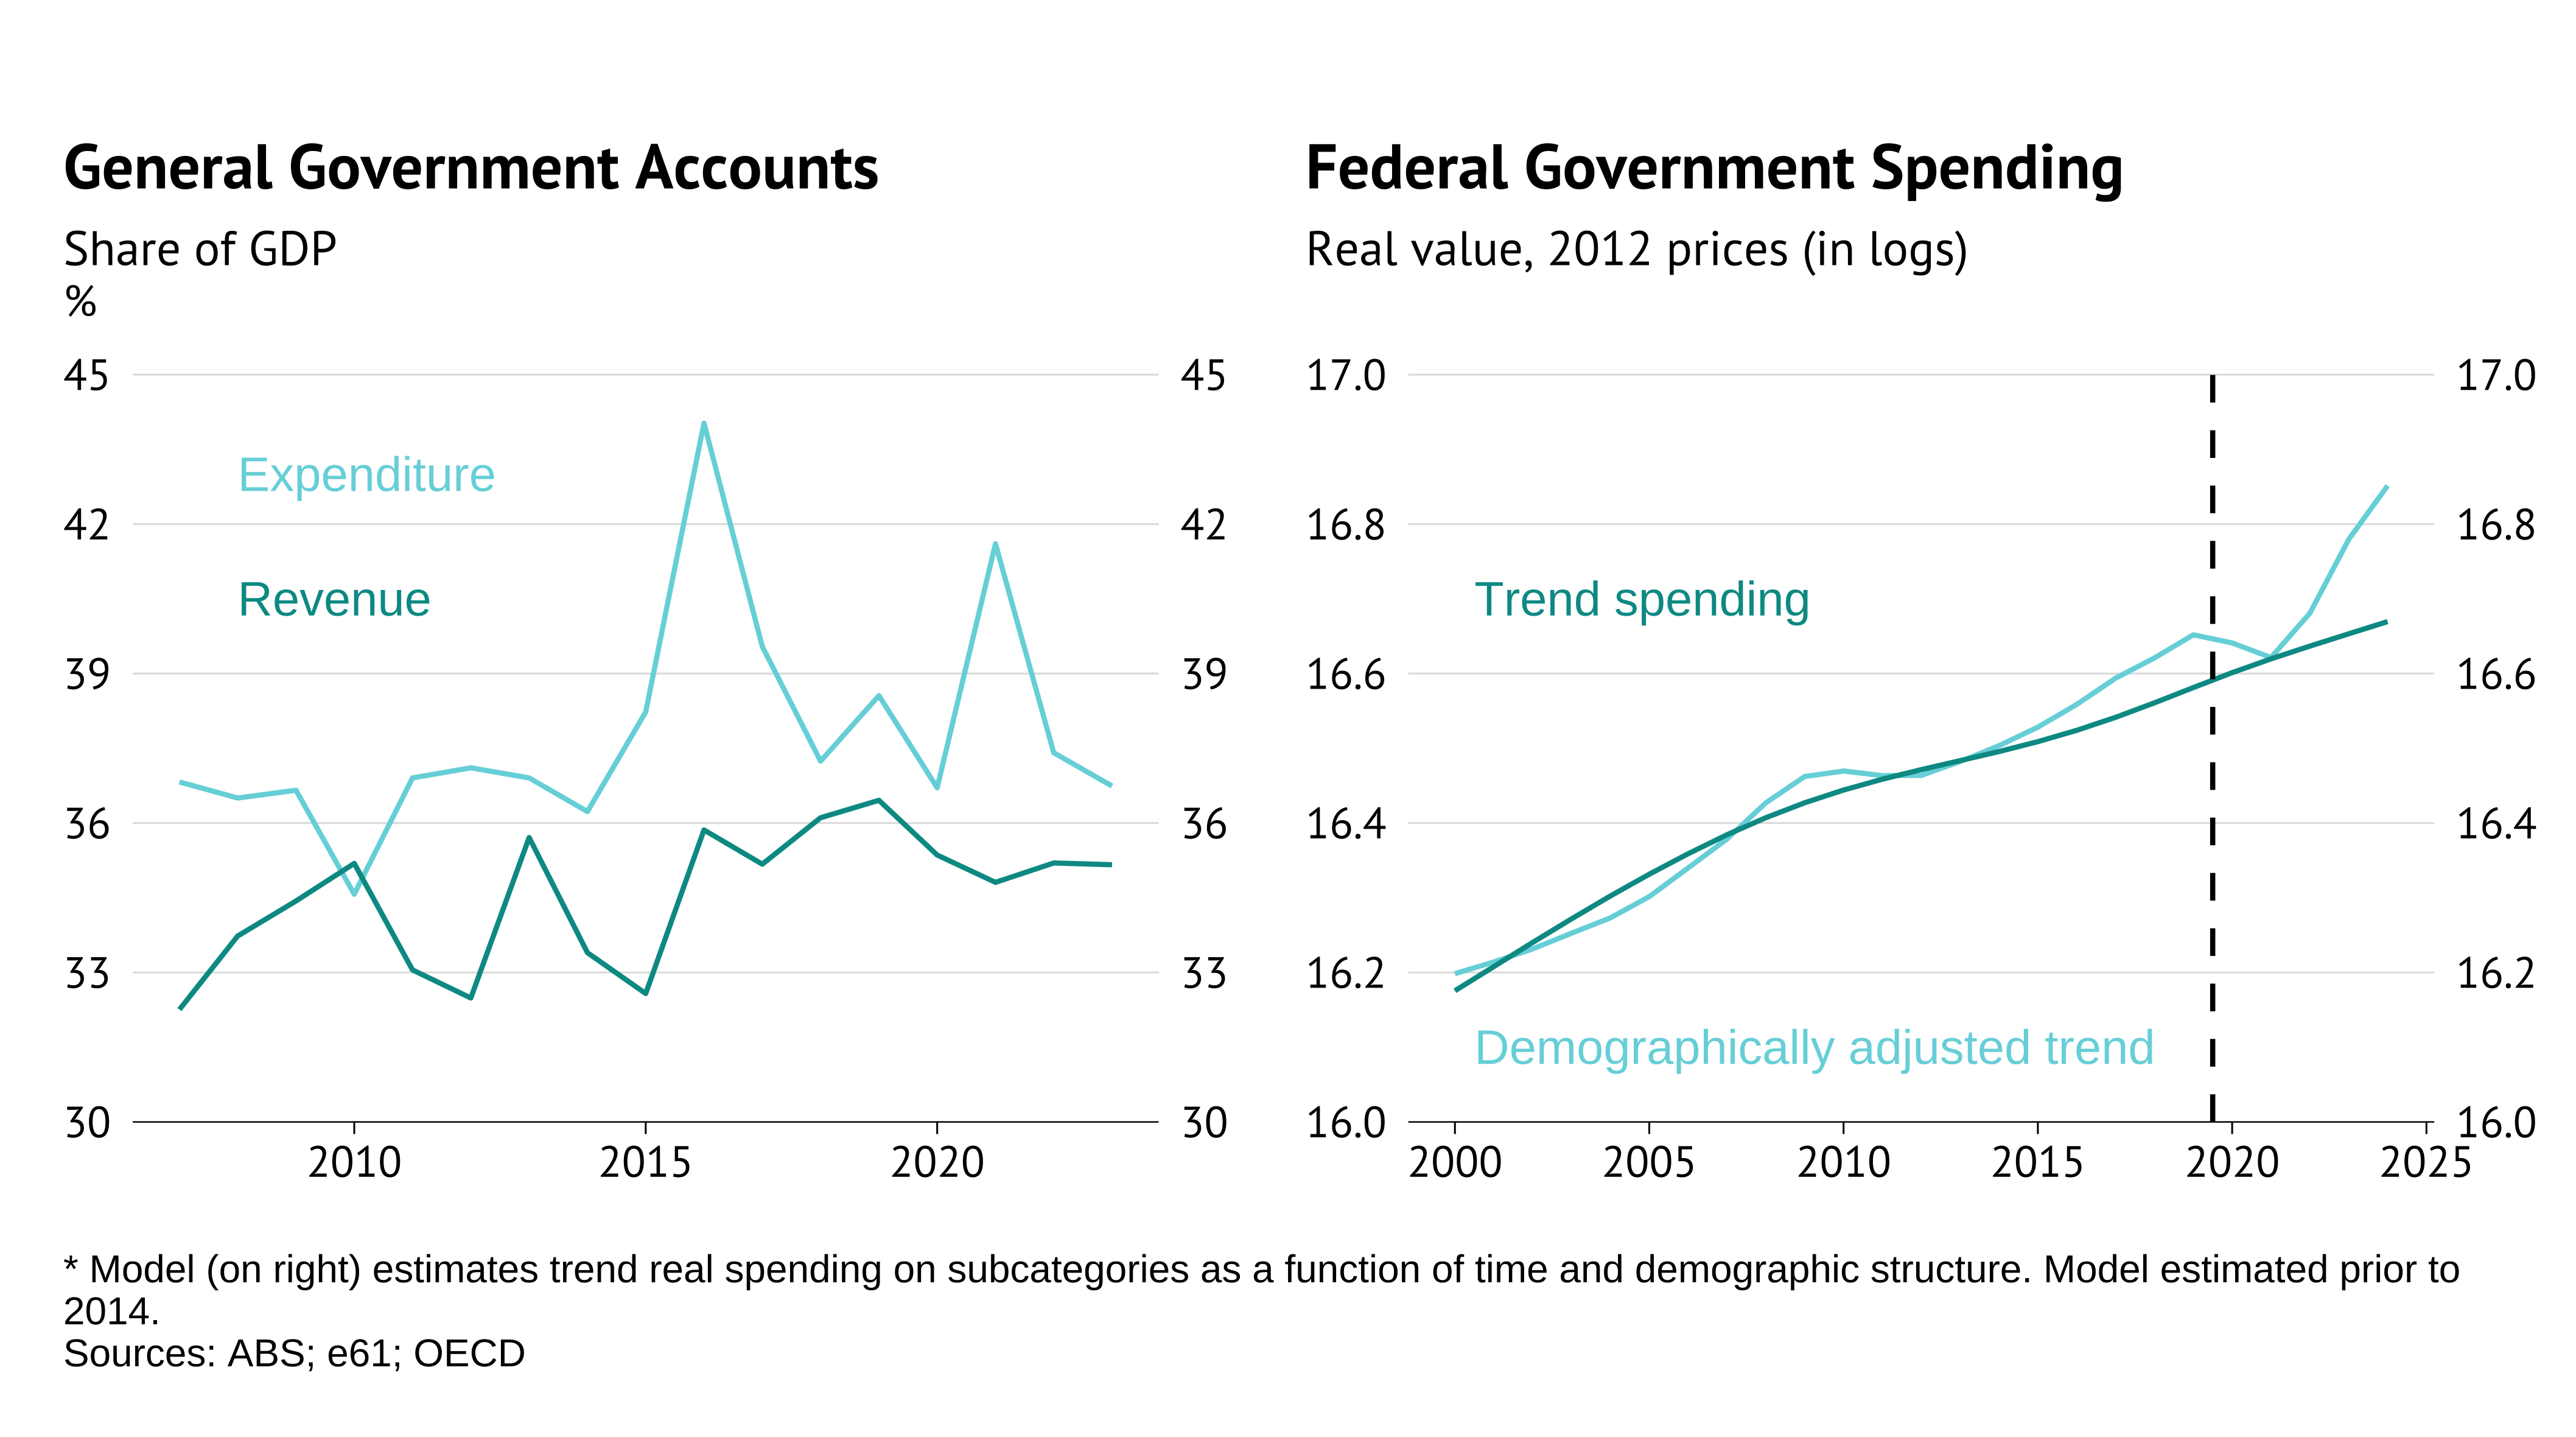 General Government Accounts
Share of GDP
%
45
42
39
36
33
30
45
42
39
36
33
30
Expenditure
Revenue
2010 2015 2020
Federal Government Spending
Real value, 2012 prices (in logs)
17.0
16.8
16.6
16.4
16.2
16.0
17.0
16.8
16.6
16.4
16.2
16.0
Trend spending
Demographically adjusted trend
2000 2005 2010 2015 2020 2025
* Model (on right) estimates trend real spending on subcategories as a function of time and demographic structure. Model estimated prior to
2014.
Sources: ABS; e61; OECD